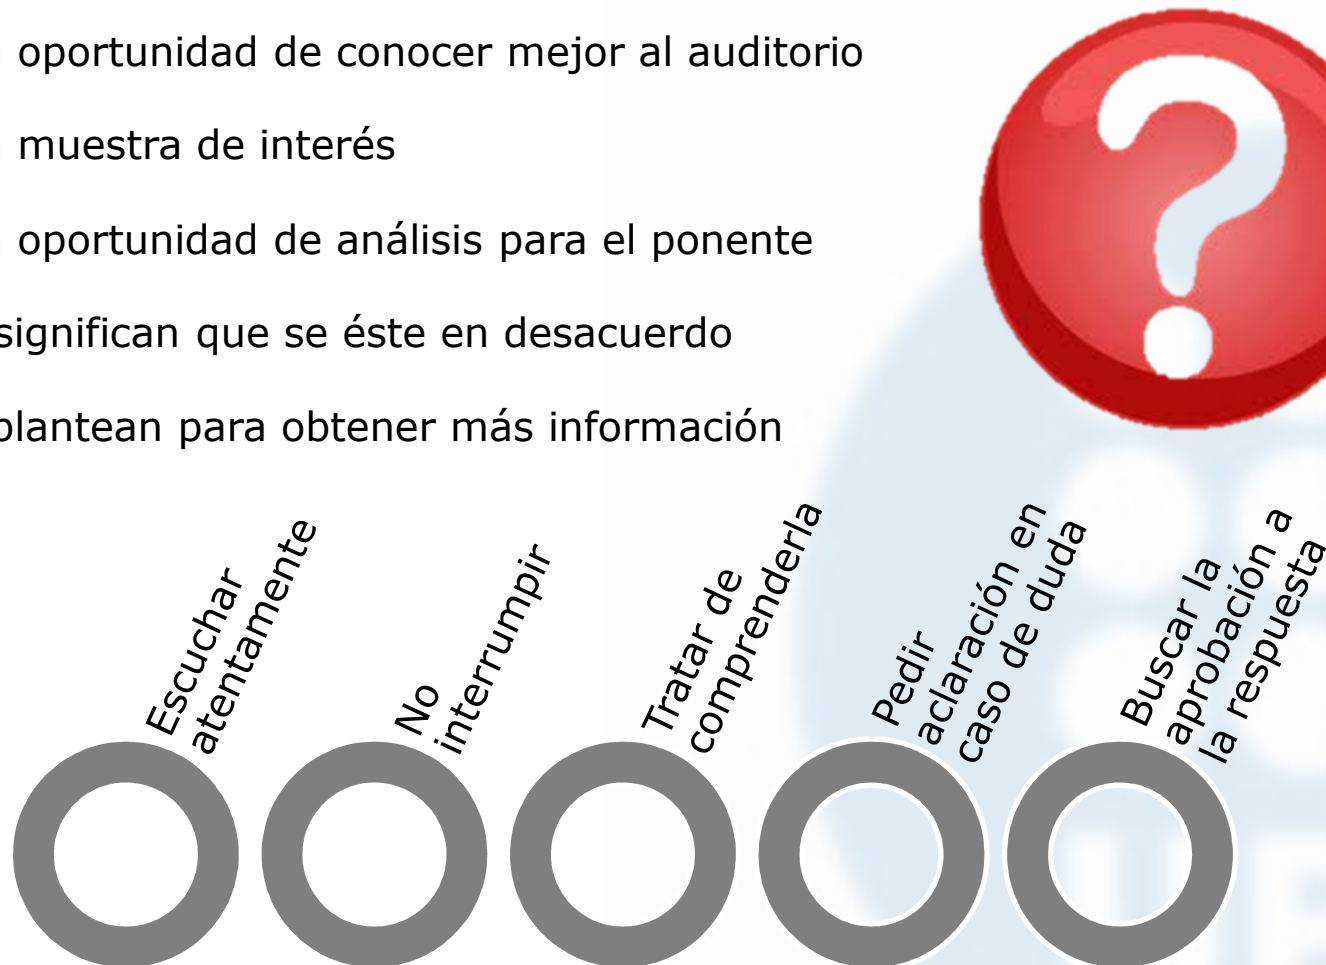 oportunidad de conocer mejor al auditorio
muestra de interés
oportunidad de análisis para el ponente
significan que se éste en desacuerdo
plantean para obtener más información
Escuchar
atentamente
No
interrumpir
Tratar de
comprenderla
Pedir
aclaración en
caso de duda
Buscar la
aprobación a
la respuesta